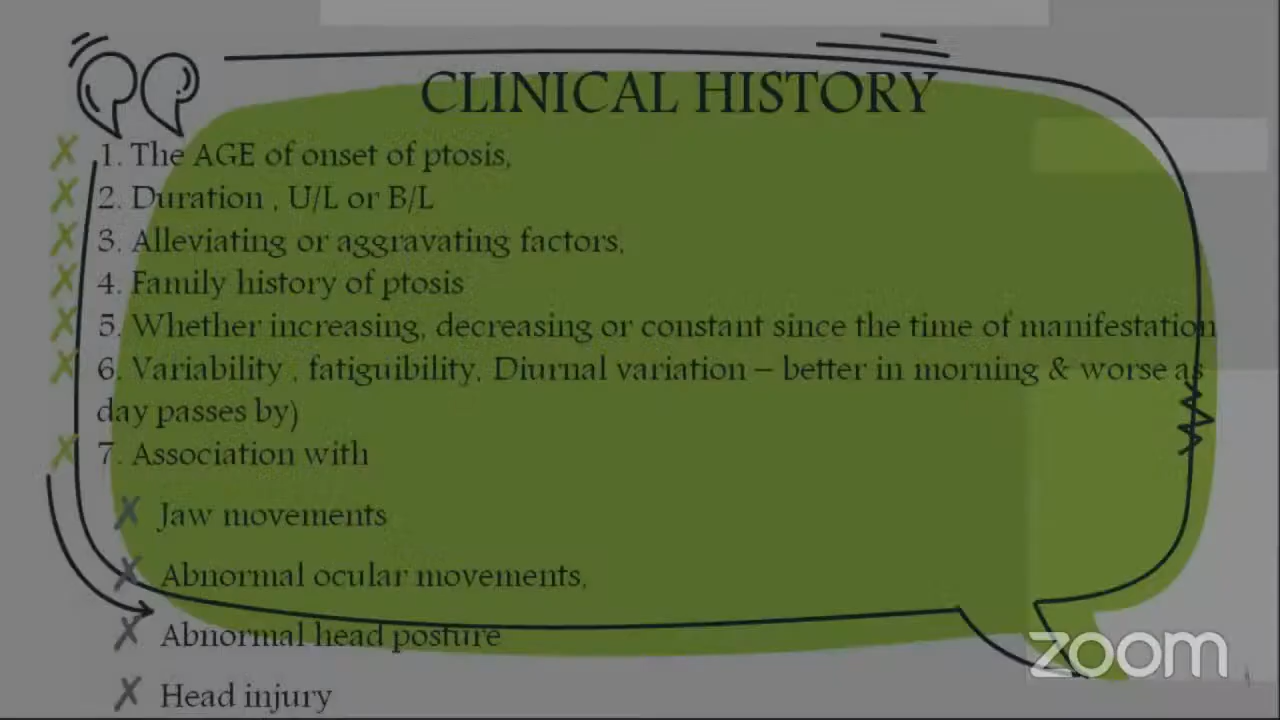 CLINICAL HISTORY
1. The AGE of onset of ptosis,
2. Duration , U/L or B/L
3. Alleviating or aggravating factors,
4. Family history of ptosis
5. Whether increasing, decreasing or constant since the time of manifestation
6. Variability , fatiguibility, Diurnal variation – better in morning & worse as
day passes by)
7. Association with
Jaw movements
Abnormal ocular movements,
Abnormal head posture
Head injury
zoom